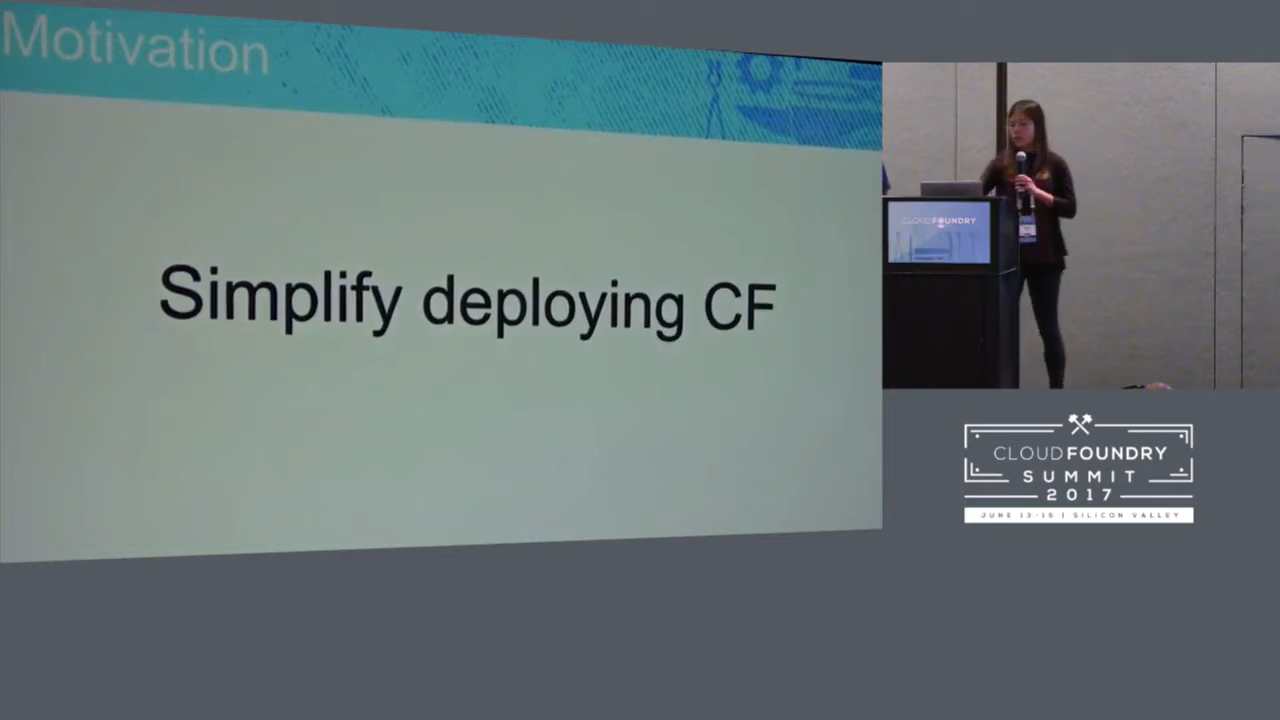 Motivation
Simplify deploying CF
CLOUD FOUNDRY
CLOUD FOUNDRY
SUMMIT
2017
JUNE 13-15 | SILICON VALLEY